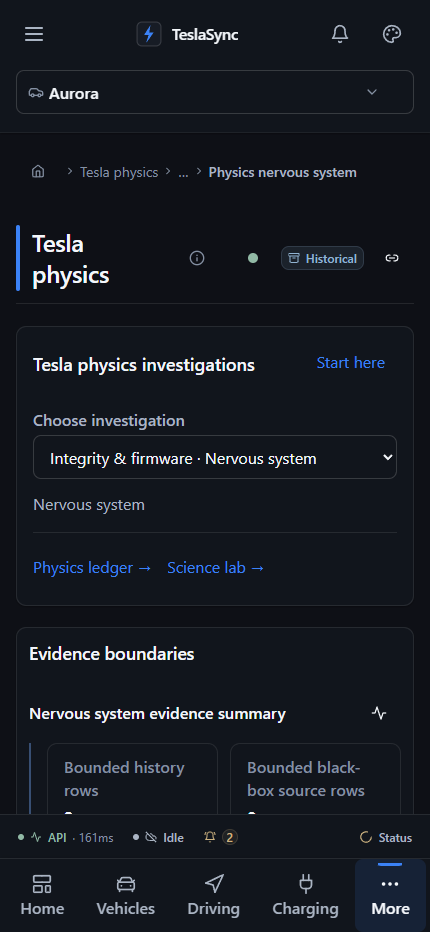 TeslaSync
Aurora
Tesla physics > ... > Physics nervous system
Tesla
physics
Historical
Tesla physics investigations
Start here
Choose investigation
Integrity & firmware · Nervous system
Nervous system
Physics ledger →
Science lab →
Evidence boundaries
Nervous system evidence summary
Bounded history
rows
Bounded black-
box source rows
API · 161ms
Idle
2
Status
Home
Vehicles
Driving
Charging
More